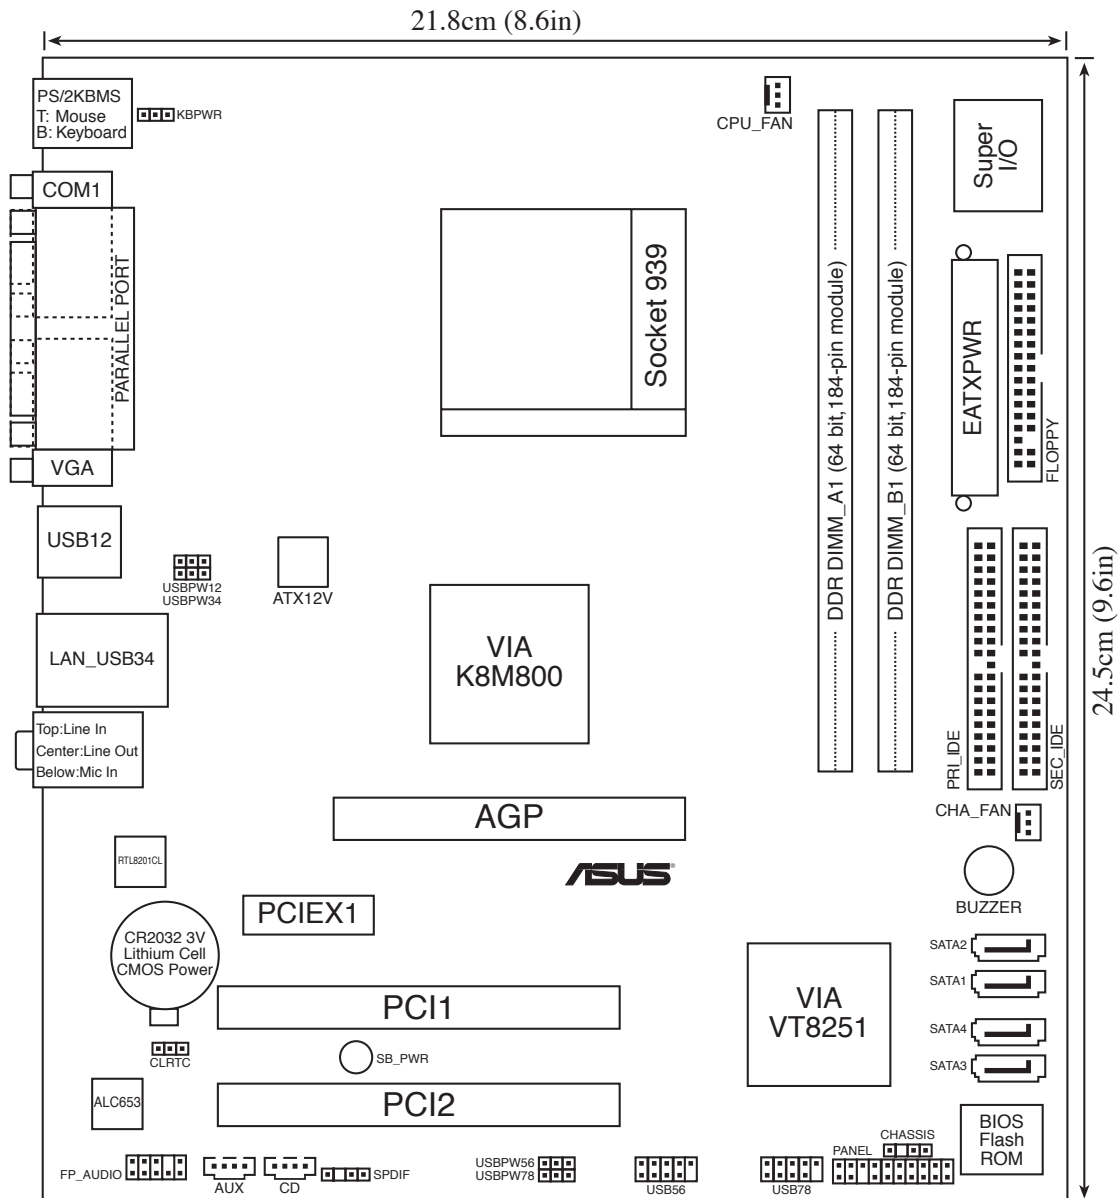 21.8cm (8.6in)
PS/2KBMS
T: Mouse
B: Keyboard
KBPWR
CPU_FAN
Super
I/O
COM1
PARALLEL PORT
VGA
Socket 939
DDR DIMM_A1 (64 bit,184-pin module)
DDR DIMM_B1 (64 bit,184-pin module)
EATXPWR
FLOPPY
24.5cm (9.6in)
USB12
USBPW12
USBPW34
ATX12V
LAN_USB34
VIA
K8M800
Top:Line In
Center:Line Out
Below:Mic In
PRI_IDE
SEC_IDE
CHA_FAN
AGP
RTL8201CL
ASUS
®
BUZZER
PCIEX1
CR2032 3V
Lithium Cell
CMOS Power
SATA2
SATA1
SATA4
SATA3
PCI1
VIA
VT8251
CLRTC
SB_PWR
ALC653
PCI2
BIOS
Flash
ROM
FP_AUDIO
AUX
CD
SPDIF
USBPW56
USBPW78
USB56
USB78
PANEL
CHASSIS